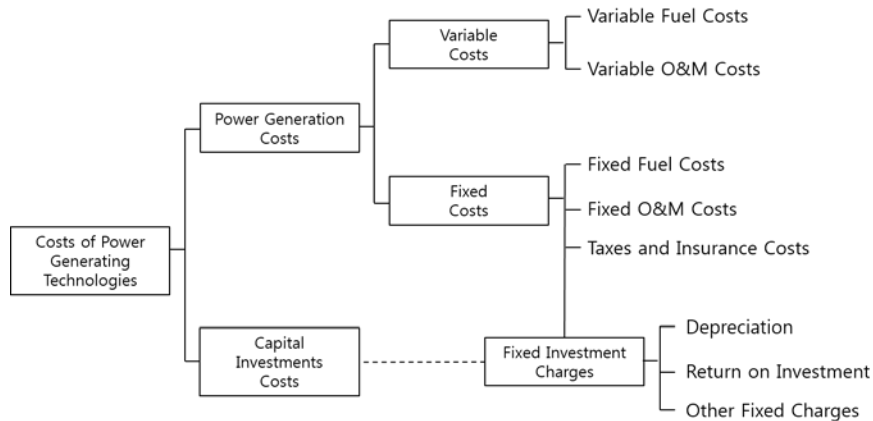 Variable Fuel Costs
Variable
Costs
Variable O&M Costs
Power Generation
Costs
Fixed Fuel Costs
Fixed
Costs
Fixed O&M Costs
Costs of Power
Generating
Technologies
Taxes and Insurance Costs
Capital
Investments
Costs
Fixed Investment
Charges
Depreciation
Return on Investment
Other Fixed Charges